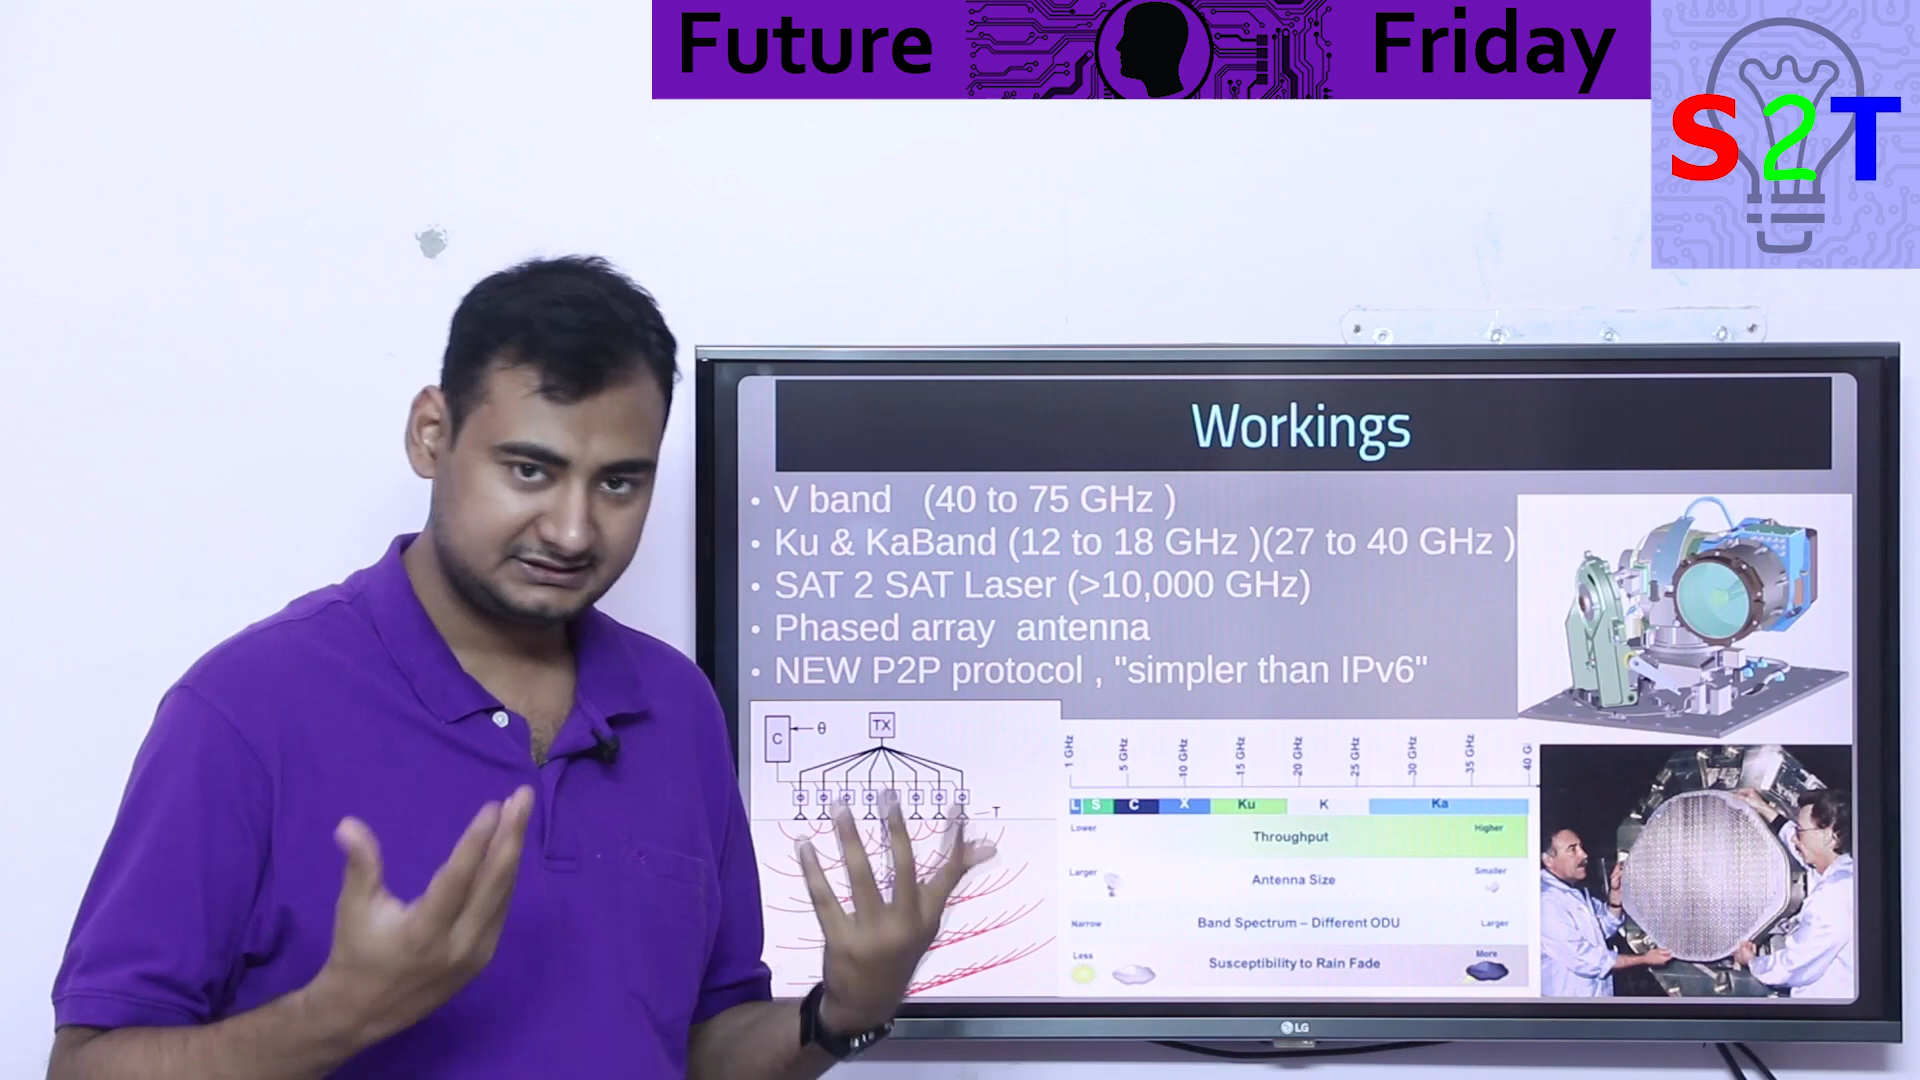 Future Friday
S2T
Workings
• V band (40 to 75 GHz )
• Ku & KaBand (12 to 18 GHz )(27 to 40 GHz )
• SAT 2 SAT Laser (>10,000 GHz)
• Phased array antenna
• NEW P2P protocol , "simpler than IPv6"
C θ TX
T
1 GHz 5 GHz 10 GHz 15 GHz 20 GHz 25 GHz 30 GHz 35 GHz 40 G
L S C X Ku K Ka
Lower Throughput Higher
Larger Antenna Size Smaller
Narrow Band Spectrum – Different ODU Larger
Less Susceptibility to Rain Fade More
LG